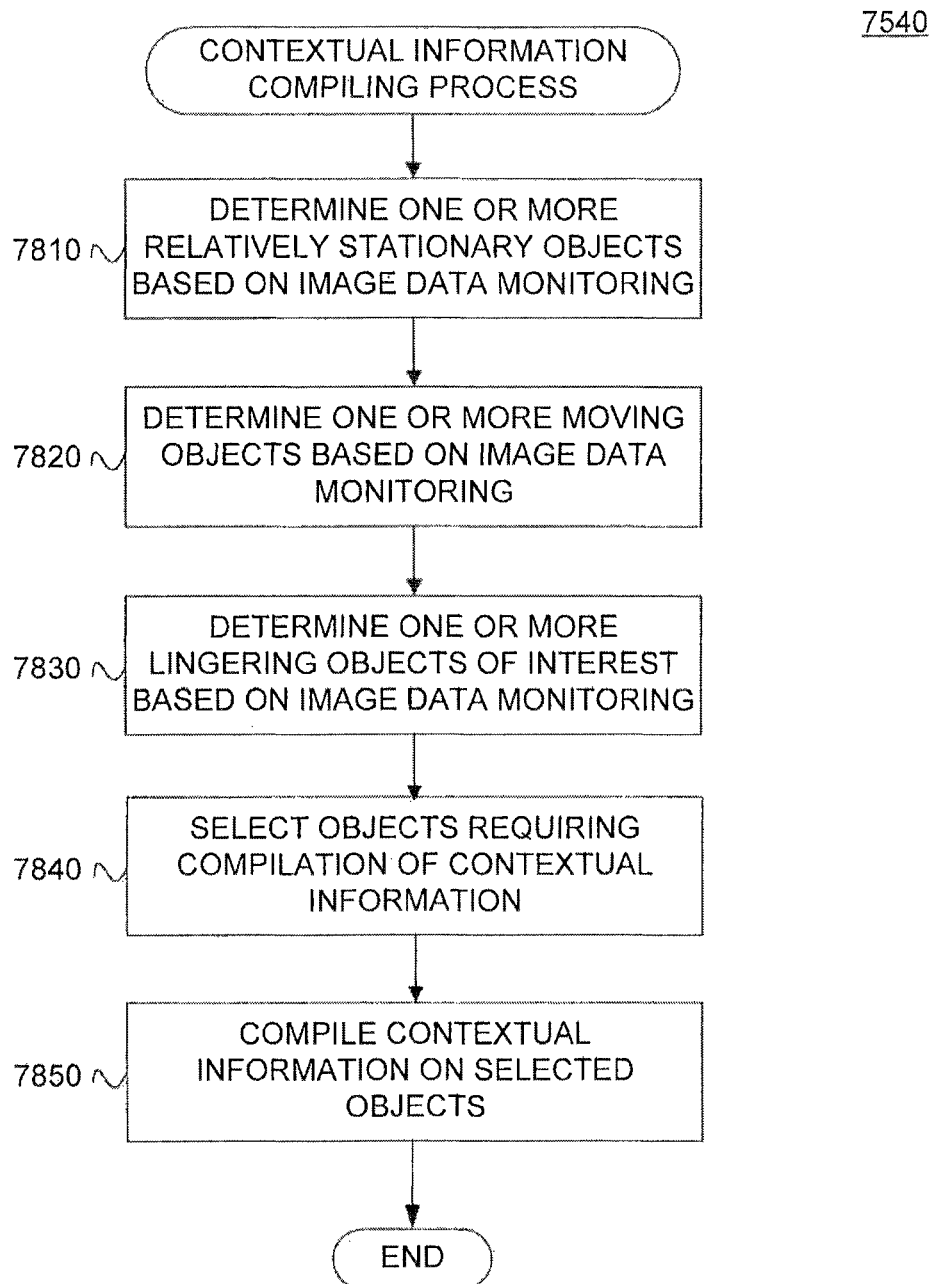 7540
CONTEXTUAL INFORMATION
COMPILING PROCESS
7810
DETERMINE ONE OR MORE
RELATIVELY STATIONARY OBJECTS
BASED ON IMAGE DATA MONITORING
7820
DETERMINE ONE OR MORE MOVING
OBJECTS BASED ON IMAGE DATA
MONITORING
7830
DETERMINE ONE OR MORE
LINGERING OBJECTS OF INTEREST
BASED ON IMAGE DATA MONITORING
7840
SELECT OBJECTS REQUIRING
COMPILATION OF CONTEXTUAL
INFORMATION
7850
COMPILE CONTEXTUAL
INFORMATION ON SELECTED
OBJECTS
END